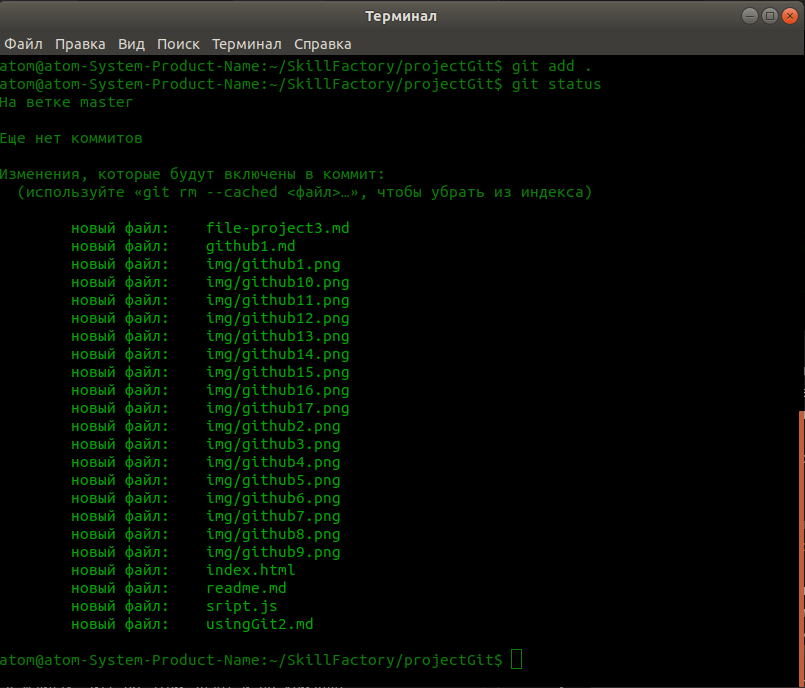 Терминал
Файл Правка Вид Поиск Терминал Справка
atom@atom-System-Product-Name:~/SkillFactory/projectGit$ git add .
atom@atom-System-Product-Name:~/SkillFactory/projectGit$ git status
На ветке master
Еще нет коммитов
Изменения, которые будут включены в коммит:
(используйте «git rm --cached <файл>…», чтобы убрать из индекса)
новый файл: file-project3.md
новый файл: github1.md
новый файл: img/github1.png
новый файл: img/github10.png
новый файл: img/github11.png
новый файл: img/github12.png
новый файл: img/github13.png
новый файл: img/github14.png
новый файл: img/github15.png
новый файл: img/github16.png
новый файл: img/github17.png
новый файл: img/github2.png
новый файл: img/github3.png
новый файл: img/github4.png
новый файл: img/github5.png
новый файл: img/github6.png
новый файл: img/github7.png
новый файл: img/github8.png
новый файл: img/github9.png
новый файл: index.html
новый файл: readme.md
новый файл: sript.js
новый файл: usingGit2.md
atom@atom-System-Product-Name:~/SkillFactory/projectGit$